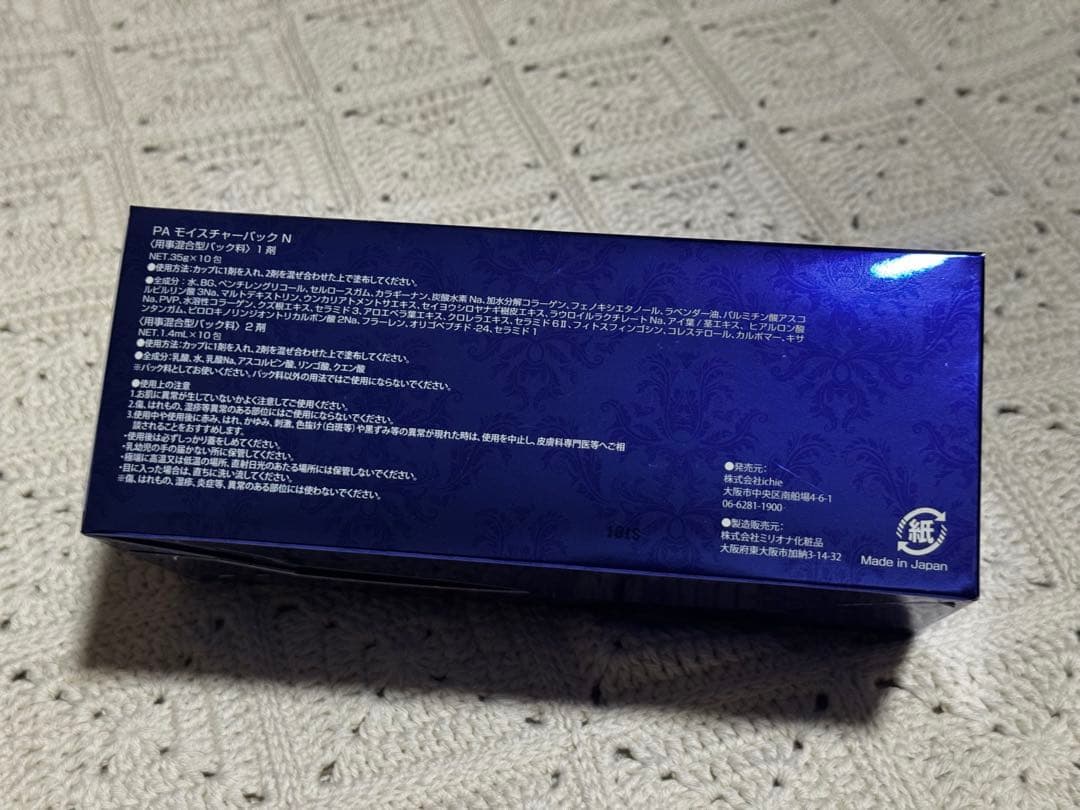 PA モイスチャーパック N
〈用事混合型パック料〉1 剤
NET.35g×10 包
●使用方法:カップに1剤を入れ、2剤を混ぜ合わせた上で塗布してください。
●全成分:水、BG、ペンチレングリコール、セルロースガム、カラギーナン、炭酸水素 Na、加水分解コラーゲン、フェノキシエタノール、ラベンダー油、パルミチン酸アスコ
ルビルリン酸 3Na、マルトデキストリン、ウンカリアトメントサエキス、セイヨウシロヤナギ樹皮エキス、ラウロイルラクチレート Na、アイ葉/茎エキス、ヒアルロン酸
Na、PVP、水溶性コラーゲン、クズ根エキス、セラミド 3、アロエベラ葉エキス、クロレラエキス、セラミド 6Ⅱ、フィトスフィンゴシン、コレステロール、カルボマー、キサ
ンタンガム、ピロロキノリンジオントリカルボン酸 2Na、フラーレン、オリゴペプチド -24、セラミド 1
〈用事混合型パック料〉2 剤
NET.1.4mL×10 包
●使用方法:カップに1剤を入れ、2剤を混ぜ合わせた上で塗布してください。
●全成分:乳酸、水、乳酸Na、アスコルビン酸、リンゴ酸、クエン酸
※パック料としてお使いください。パック料以外の用法ではご使用にならないでください。
●使用上の注意
1.お肌に異常が生じていないかよく注意してご使用ください。
2.傷、はれもの、湿疹等異常のある部位にはご使用にならないでください。
3.使用中や使用後に赤み、はれ、かゆみ、刺激、色抜け(白斑等)や黒ずみ等の異常が現れた時は、使用を中止し、皮膚科専門医等へご相
談されることをおすすめします。
・使用後は必ずしっかり蓋をしめてください。
・乳幼児の手の届かない所に保管してください。
・極端に高温又は低温の場所、直射日光のあたる場所には保管しないでください。
・目に入った場合は、直ちに洗い流してください。
※傷、はれもの、湿疹、炎症等、異常のある部位には使わないでください。
●発売元:
株式会社ichie
大阪市中央区南船場4-6-1
06-6281-1900
●製造販売元:
株式会社ミリオナ化粧品
大阪府東大阪市加納3-14-32
紙
Made in Japan